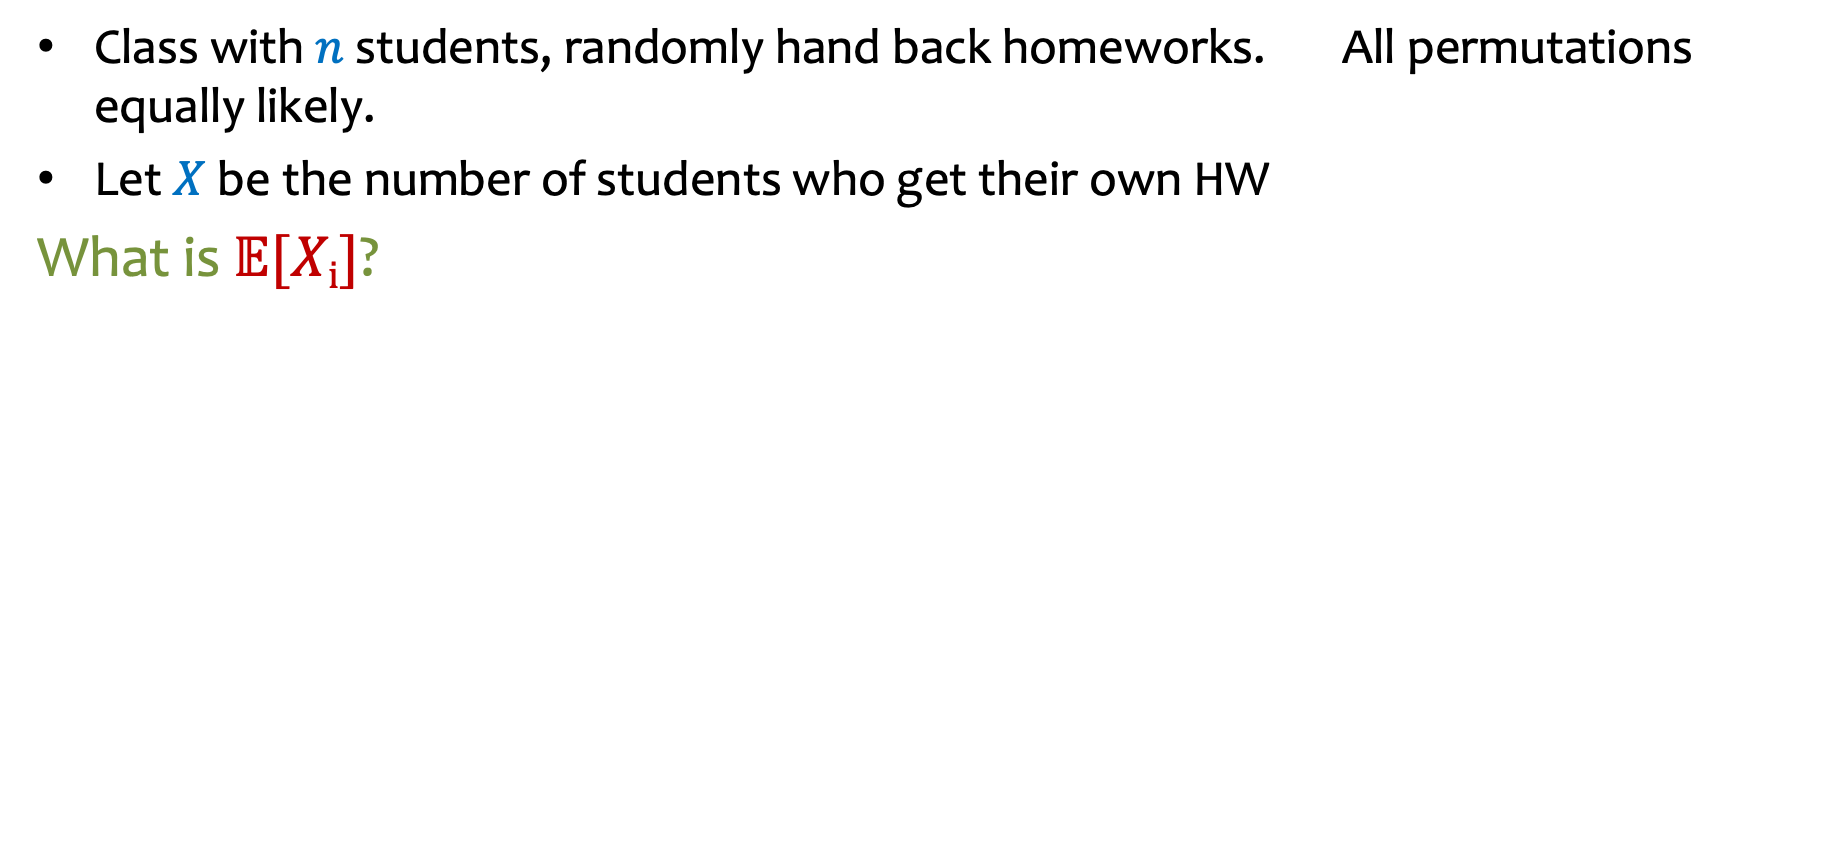 • Class with n students, randomly hand back homeworks. All permutations
equally likely.
• Let X be the number of students who get their own HW
What is 𝔼[Xᵢ]?